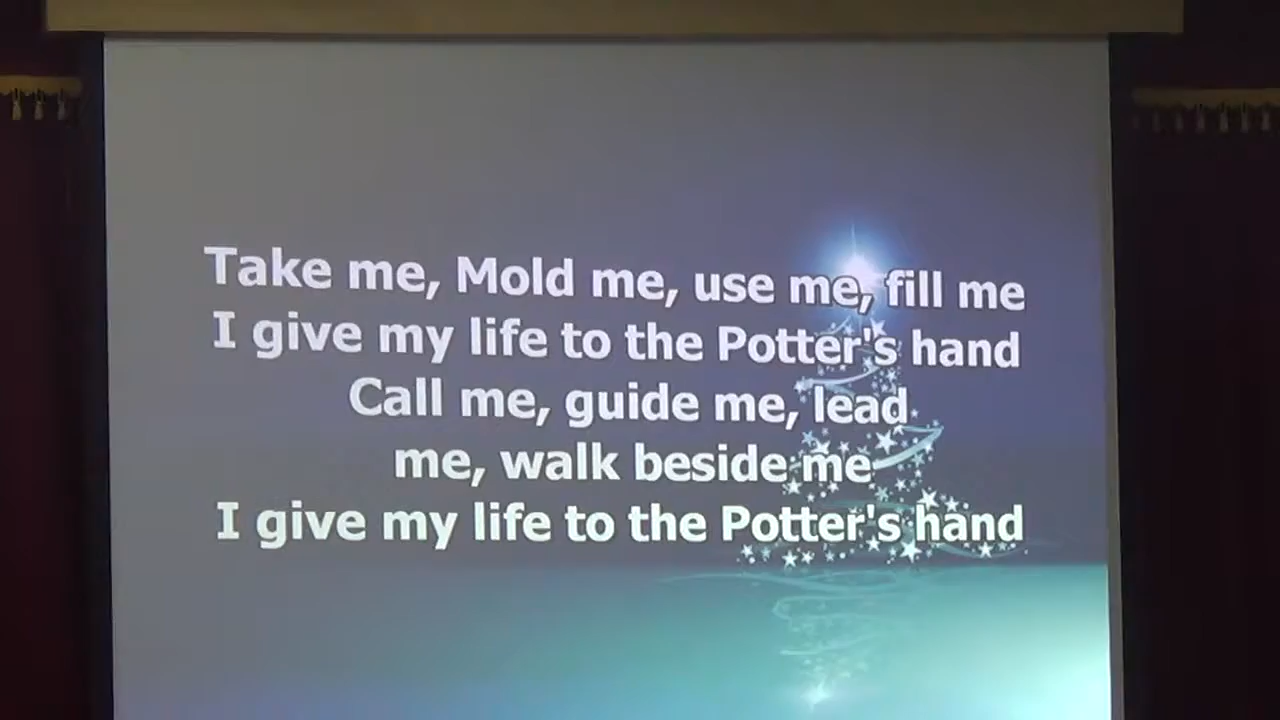 Take me, Mold me, use me, fill me
I give my life to the Potter's hand
Call me, guide me, lead
me, walk beside me
I give my life to the Potter's hand